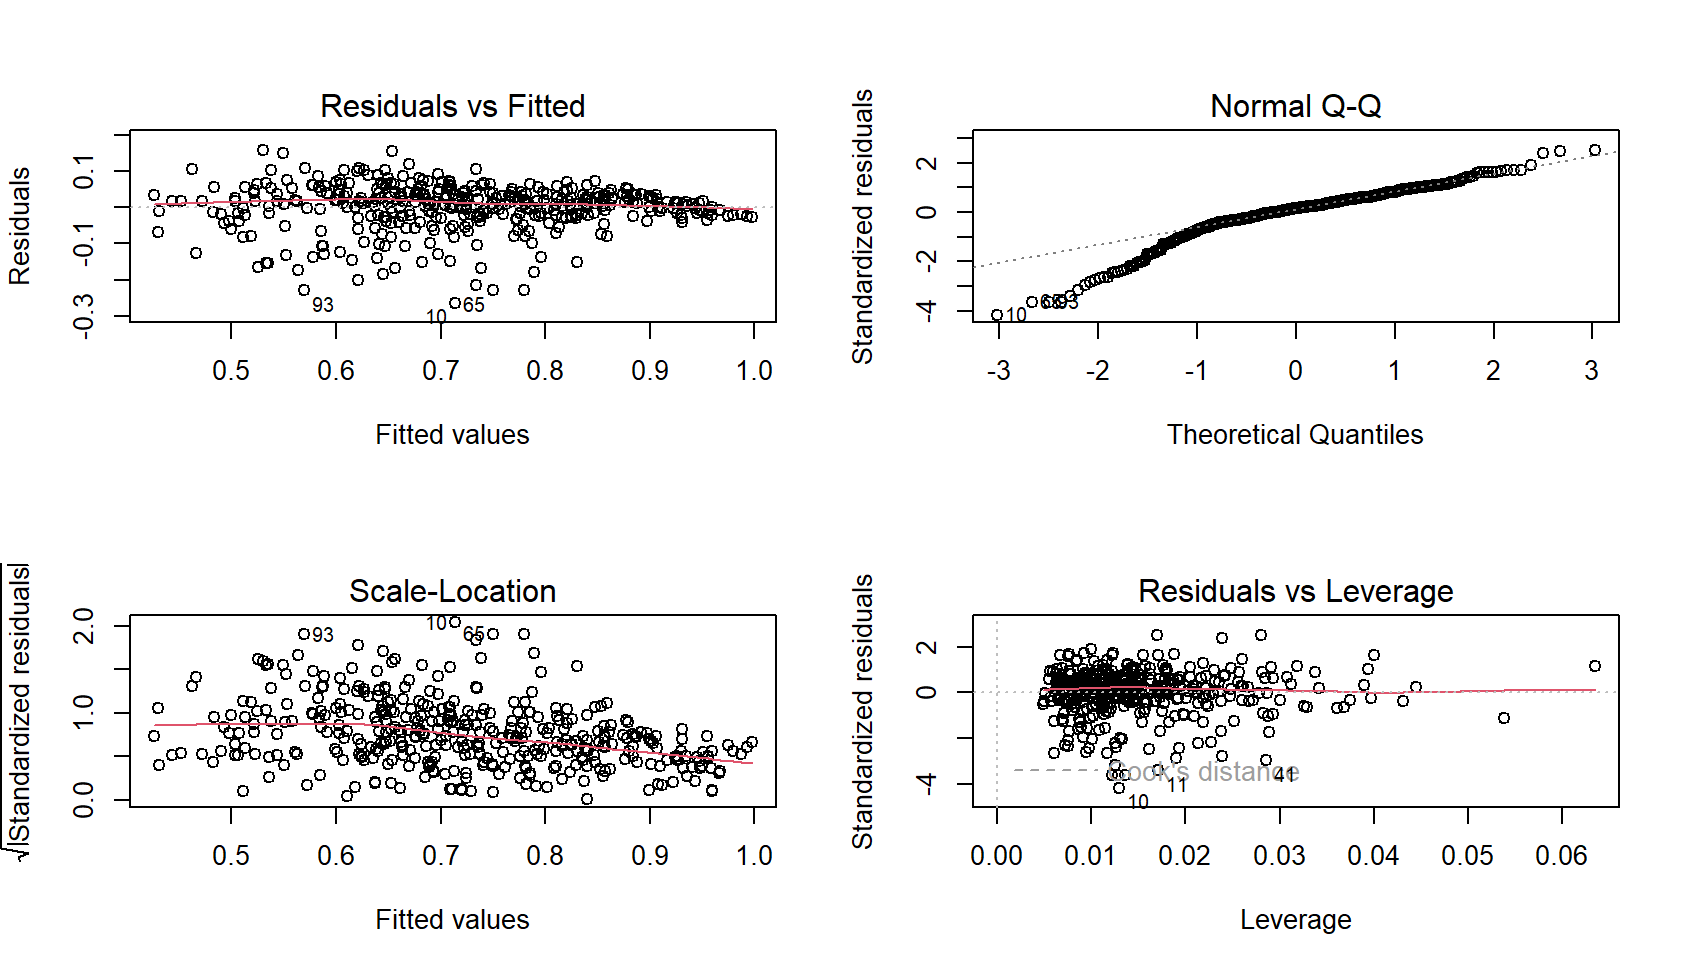 Residuals vs Fitted
Residuals
-0.3 -0.1 0.1
93
10
65
0.5 0.6 0.7 0.8 0.9 1.0
Fitted values
Normal Q-Q
Standardized residuals
-4 -2 0 2
10
93
-3 -2 -1 0 1 2 3
Theoretical Quantiles
Scale-Location
√|Standardized residuals|
0.0 1.0 2.0
93
10
65
0.5 0.6 0.7 0.8 0.9 1.0
Fitted values
Residuals vs Leverage
Standardized residuals
-4 0 2
Cook's distance
41
11
10
0.00 0.01 0.02 0.03 0.04 0.05 0.06
Leverage